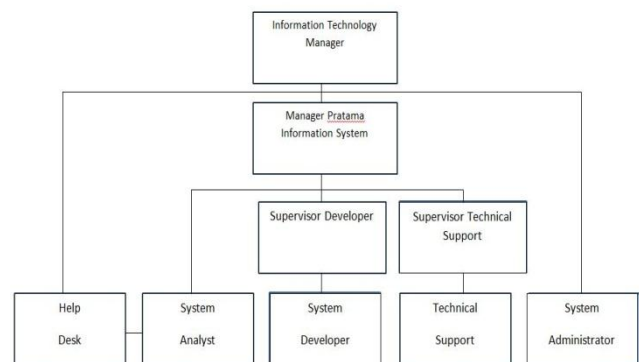 Information Technology
Manager
Manager Pratama
Information System
Supervisor Developer
Supervisor Technical
Support
Help
Desk
System
Analyst
System
Developer
Technical
Support
System
Administrator